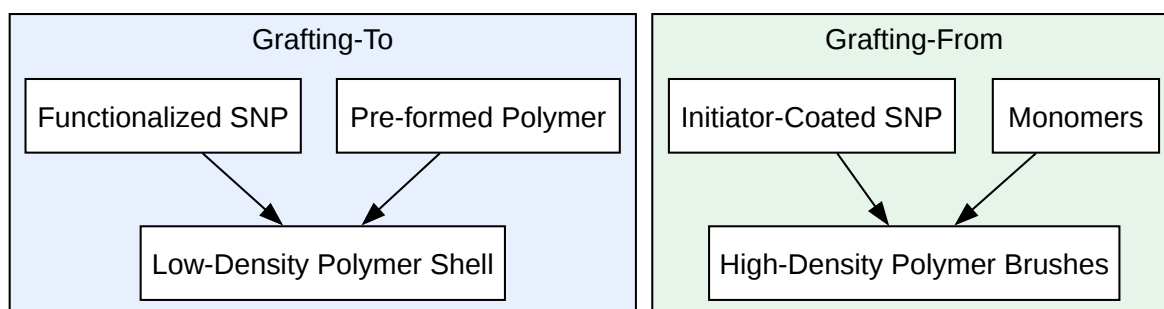 Grafting-To
Functionalized SNP
Pre-formed Polymer
Low-Density Polymer Shell
Grafting-From
Initiator-Coated SNP
Monomers
High-Density Polymer Brushes